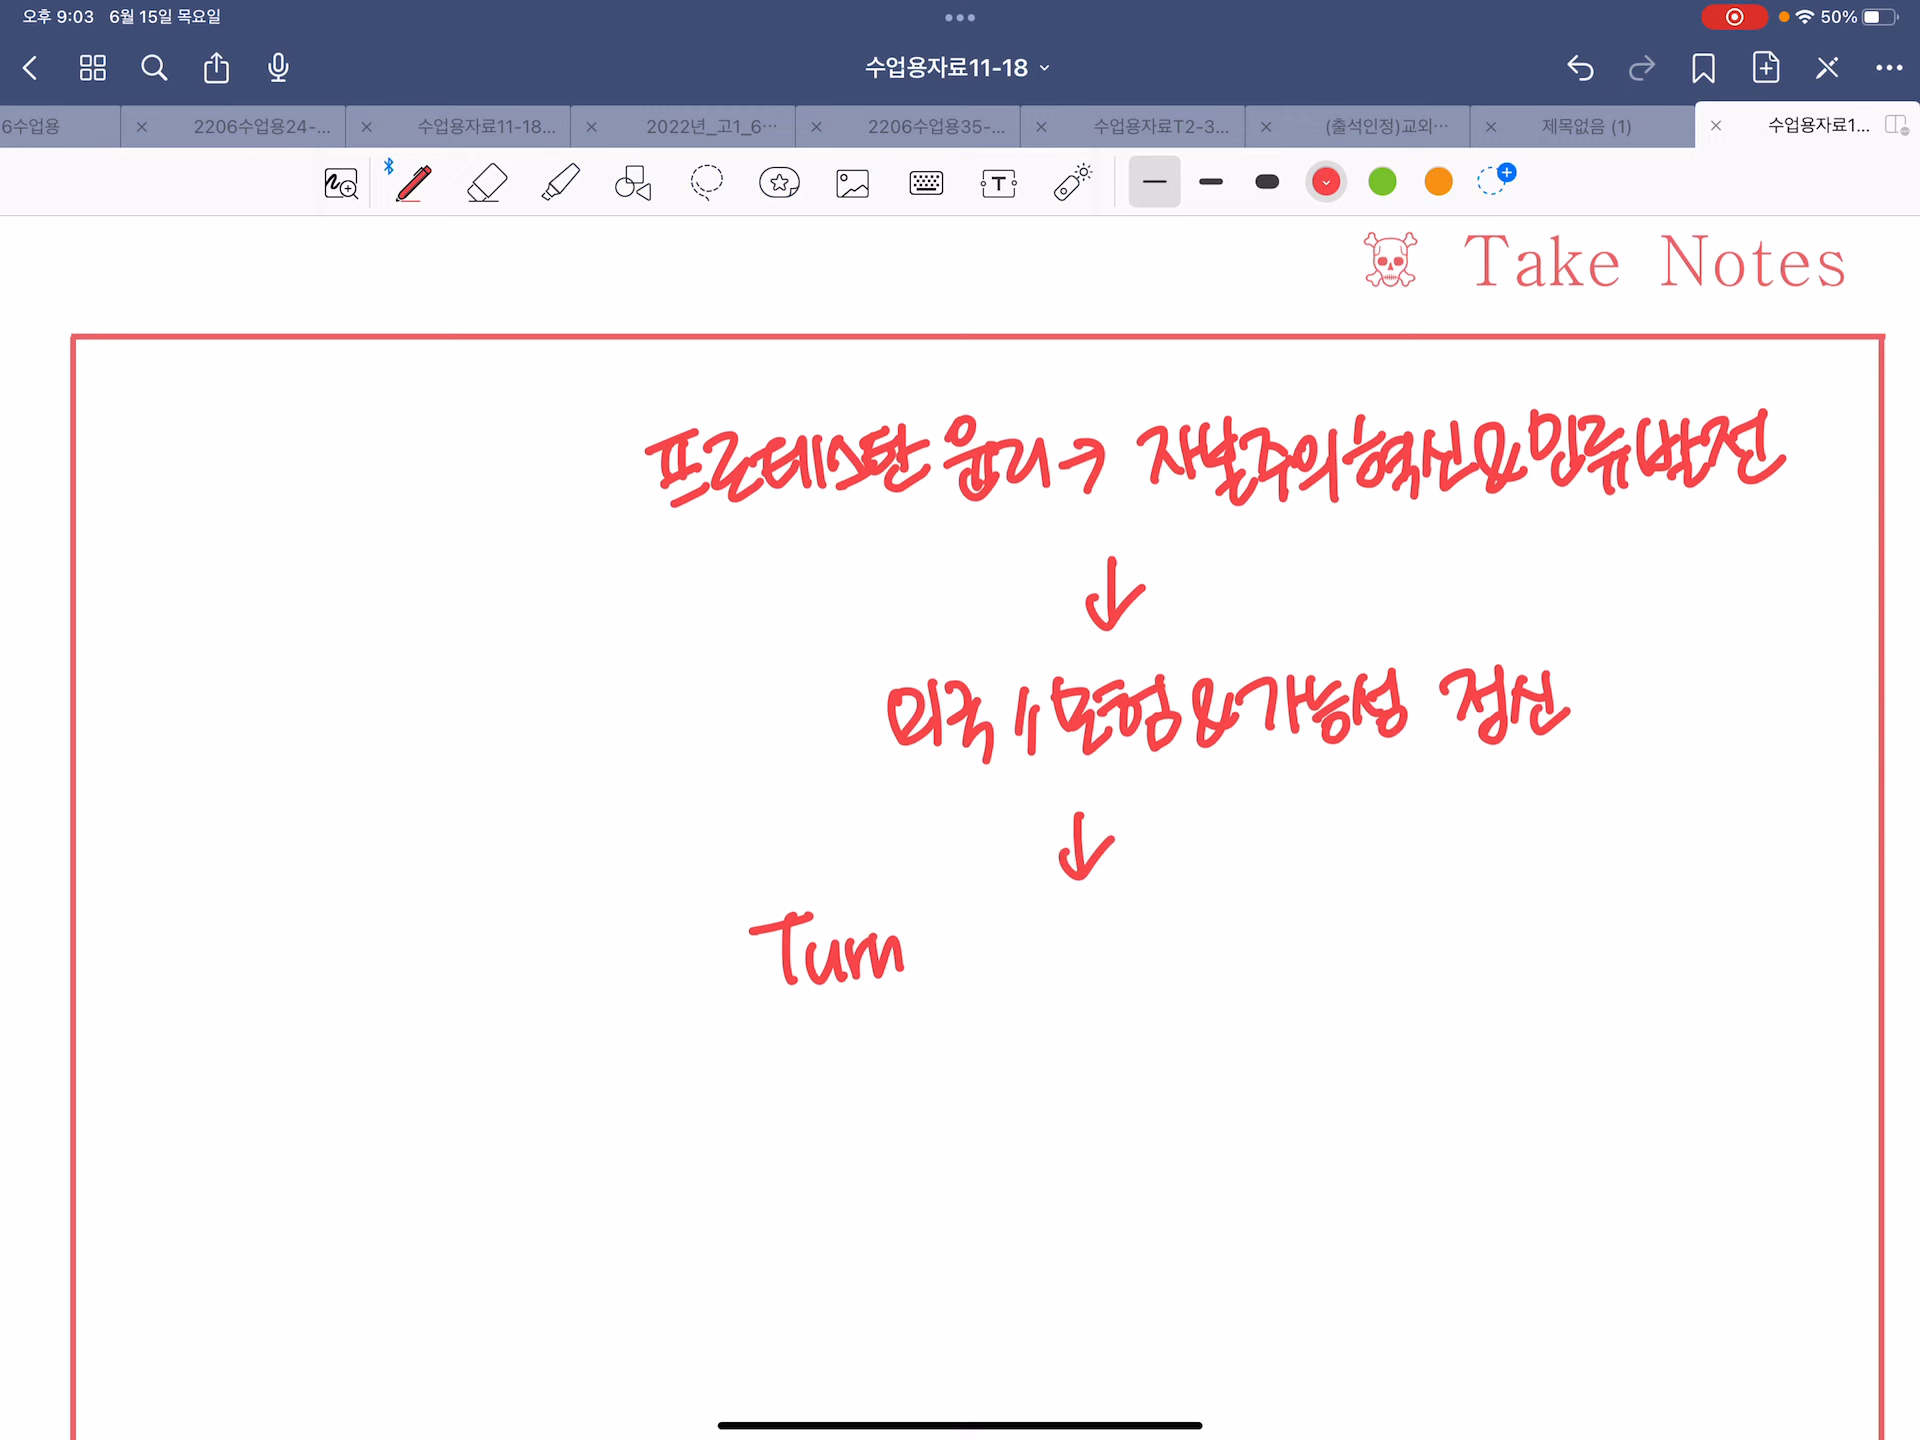 오후 9:03 6월 15일 목요일
50%
수업용자료11-18
6수업용
2206수업용24-...
수업용자료11-18...
2022년_고1_6...
2206수업용35-...
수업용자료T2-3...
(출석인정)교외...
제목없음 (1)
수업용자료1...
T
Take Notes
프로테스탄 윤리 → 자본주의 혁신 & 인류발전
↓
미국 // 모험 & 가능성 정신
↓
Turn